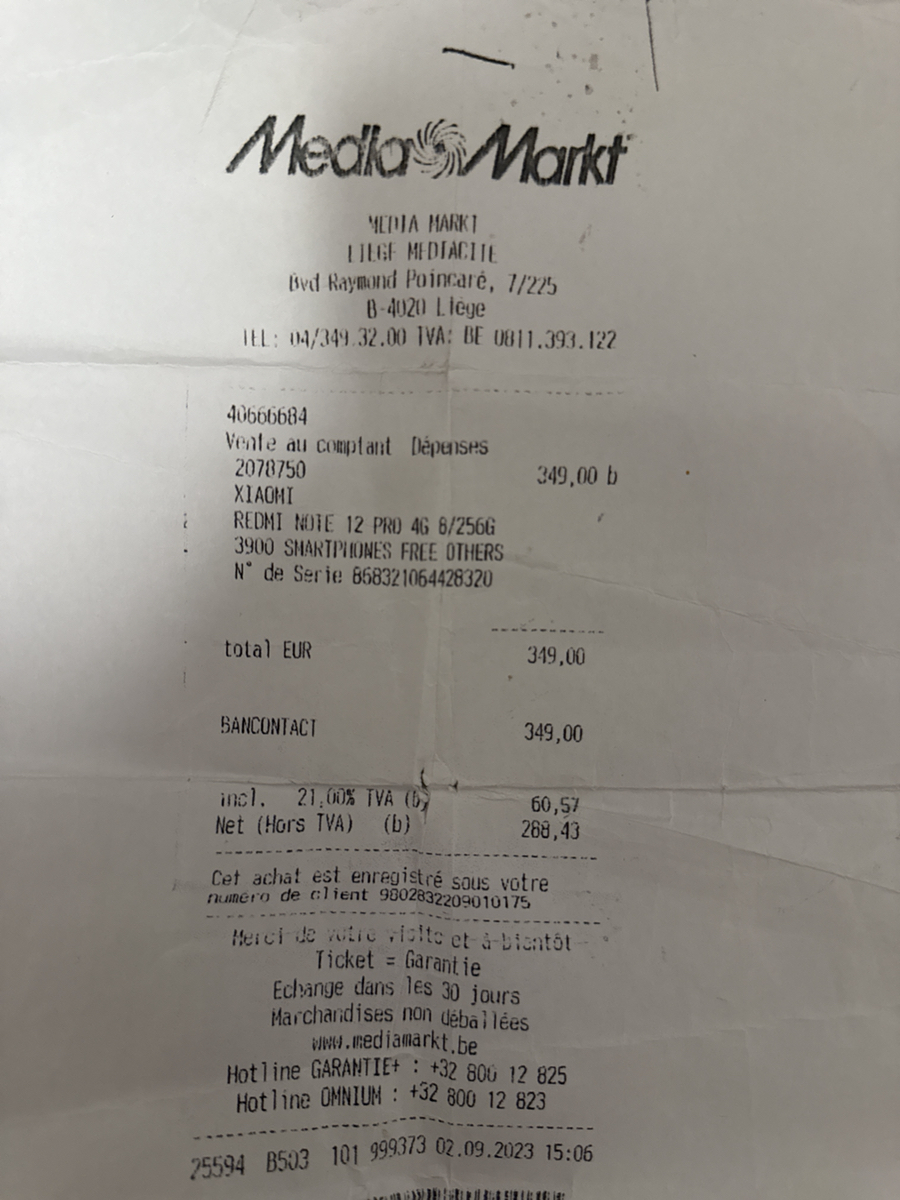 Media Markt
MEDIA MARKT
LIEGE MEDIACITE
Bvd Raymond Poincaré, 7/225
B-4020 Liège
TEL: 04/349.32.00 TVA: BE 0811.393.122
40666684
Vente au comptant Dépenses
2078750 349,00 b
XIAOMI
REDMI NOTE 12 PRO 4G 8/256G
3900 SMARTPHONES FREE OTHERS
N° de Serie 868321064428320
total EUR 349,00
BANCONTACT 349,00
incl. 21,00% TVA (b) 60,57
Net (Hors TVA) (b) 288,43
Cet achat est enregistré sous votre
numéro de client 9802832209010175
Merci de votre visite et à bientôt
Ticket = Garantie
Echange dans les 30 jours
Marchandises non déballées
www.mediamarkt.be
Hotline GARANTIE+ : +32 800 12 825
Hotline OMNIUM : +32 800 12 823
25594 B503 101 999373 02.09.2023 15:06